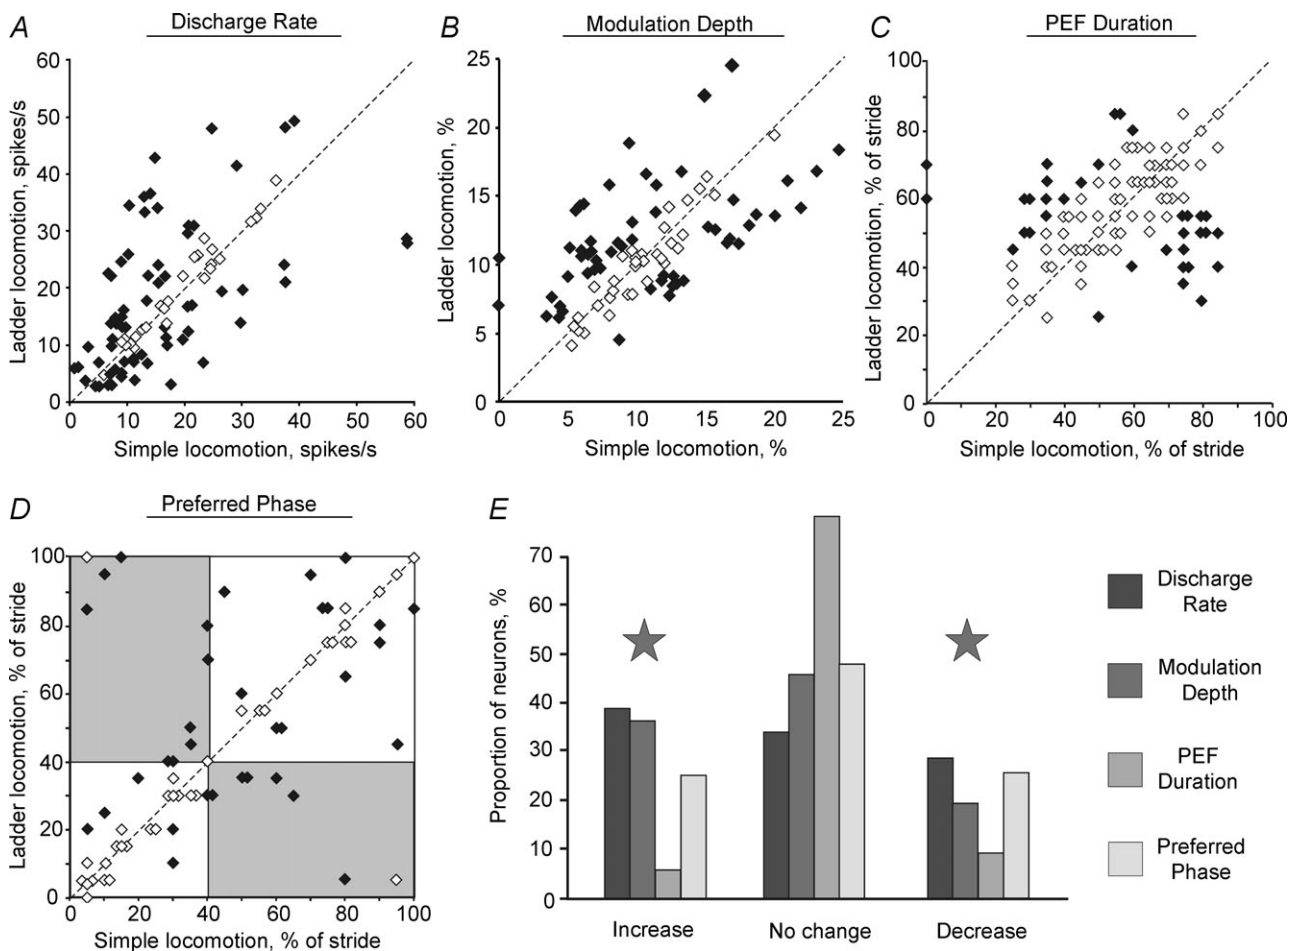 A
Discharge Rate
Ladder locomotion, spikes/s
60
50
40
30
20
10
0
0 10 20 30 40 50 60
Simple locomotion, spikes/s
B
Modulation Depth
Ladder locomotion, %
25
20
15
10
5
0
0 5 10 15 20 25
Simple locomotion, %
C
PEF Duration
Ladder locomotion, % of stride
100
80
60
40
20
0
0 20 40 60 80 100
Simple locomotion, % of stride
D
Preferred Phase
Ladder locomotion, % of stride
100
80
60
40
20
0
0 20 40 60 80 100
Simple locomotion, % of stride
E
Proportion of neurons, %
70
60
50
40
30
20
10
0
Increase
No change
Decrease
Discharge
Rate
Modulation
Depth
PEF
Duration
Preferred
Phase